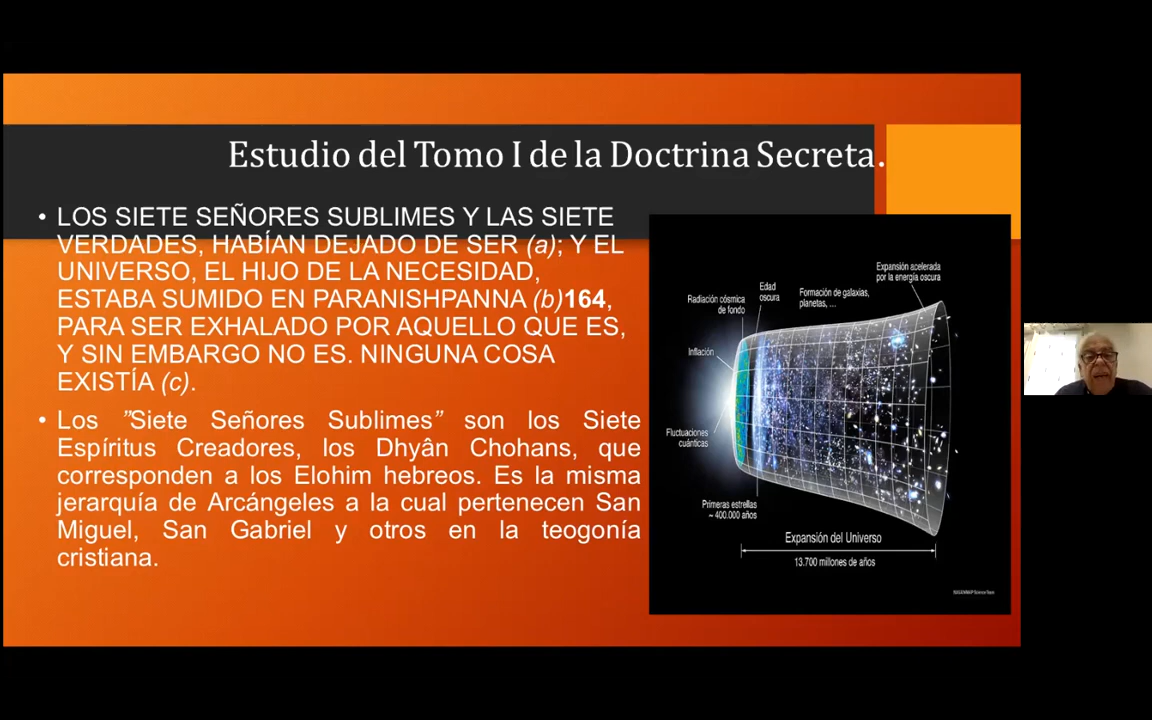 Estudio del Tomo I de la Doctrina Secreta.
• LOS SIETE SEÑORES SUBLIMES Y LAS SIETE
VERDADES, HABÍAN DEJADO DE SER (a); Y EL
UNIVERSO, EL HIJO DE LA NECESIDAD,
ESTABA SUMIDO EN PARANISHPANNA (b)164,
PARA SER EXHALADO POR AQUELLO QUE ES,
Y SIN EMBARGO NO ES. NINGUNA COSA
EXISTÍA (c).
• Los ”Siete Señores Sublimes” son los Siete
Espíritus Creadores, los Dhyân Chohans, que
corresponden a los Elohim hebreos. Es la misma
jerarquía de Arcángeles a la cual pertenecen San
Miguel, San Gabriel y otros en la teogonía
cristiana.
Expansión acelerada
por la energía oscura
Edad
oscura
Formación de galaxias,
planetas, ...
Radiación cósmica
de fondo
Inflación
Fluctuaciones
cuánticas
Primeras estrellas
~ 400.000 años
Expansión del Universo
13.700 millones de años